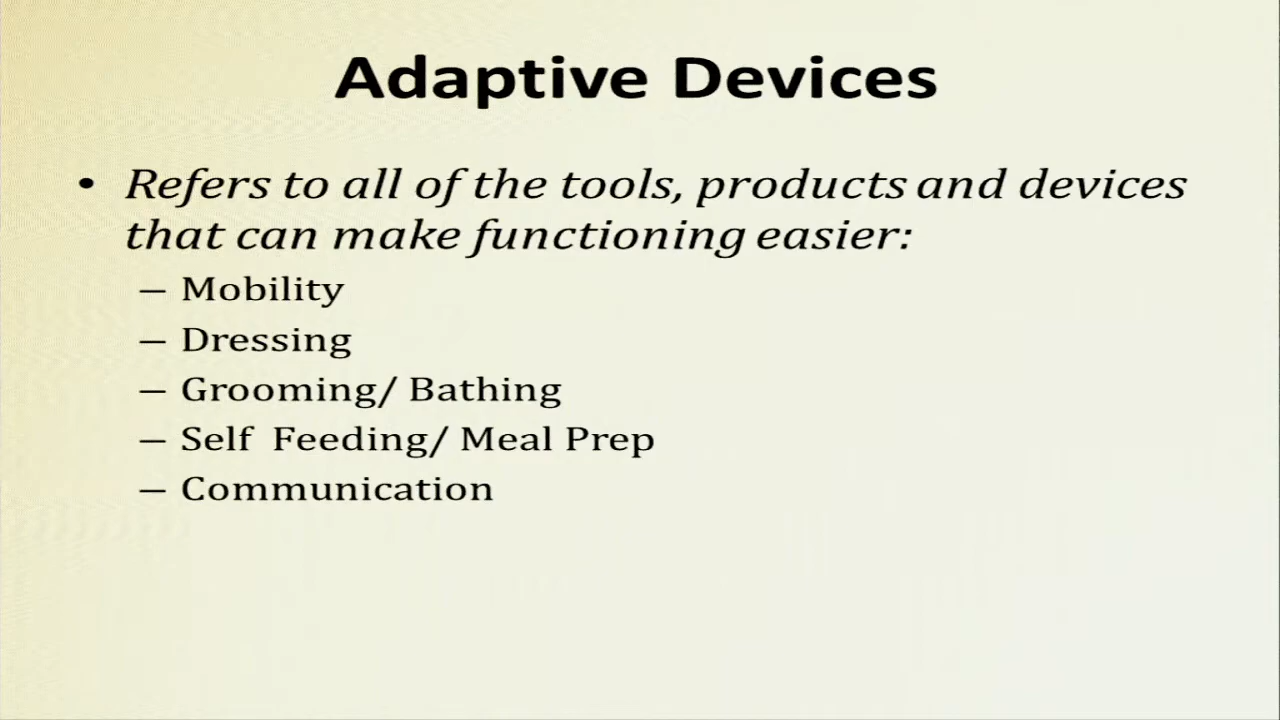 Adaptive Devices
• Refers to all of the tools, products and devices
that can make functioning easier:
– Mobility
– Dressing
– Grooming/ Bathing
– Self  Feeding/ Meal Prep
– Communication